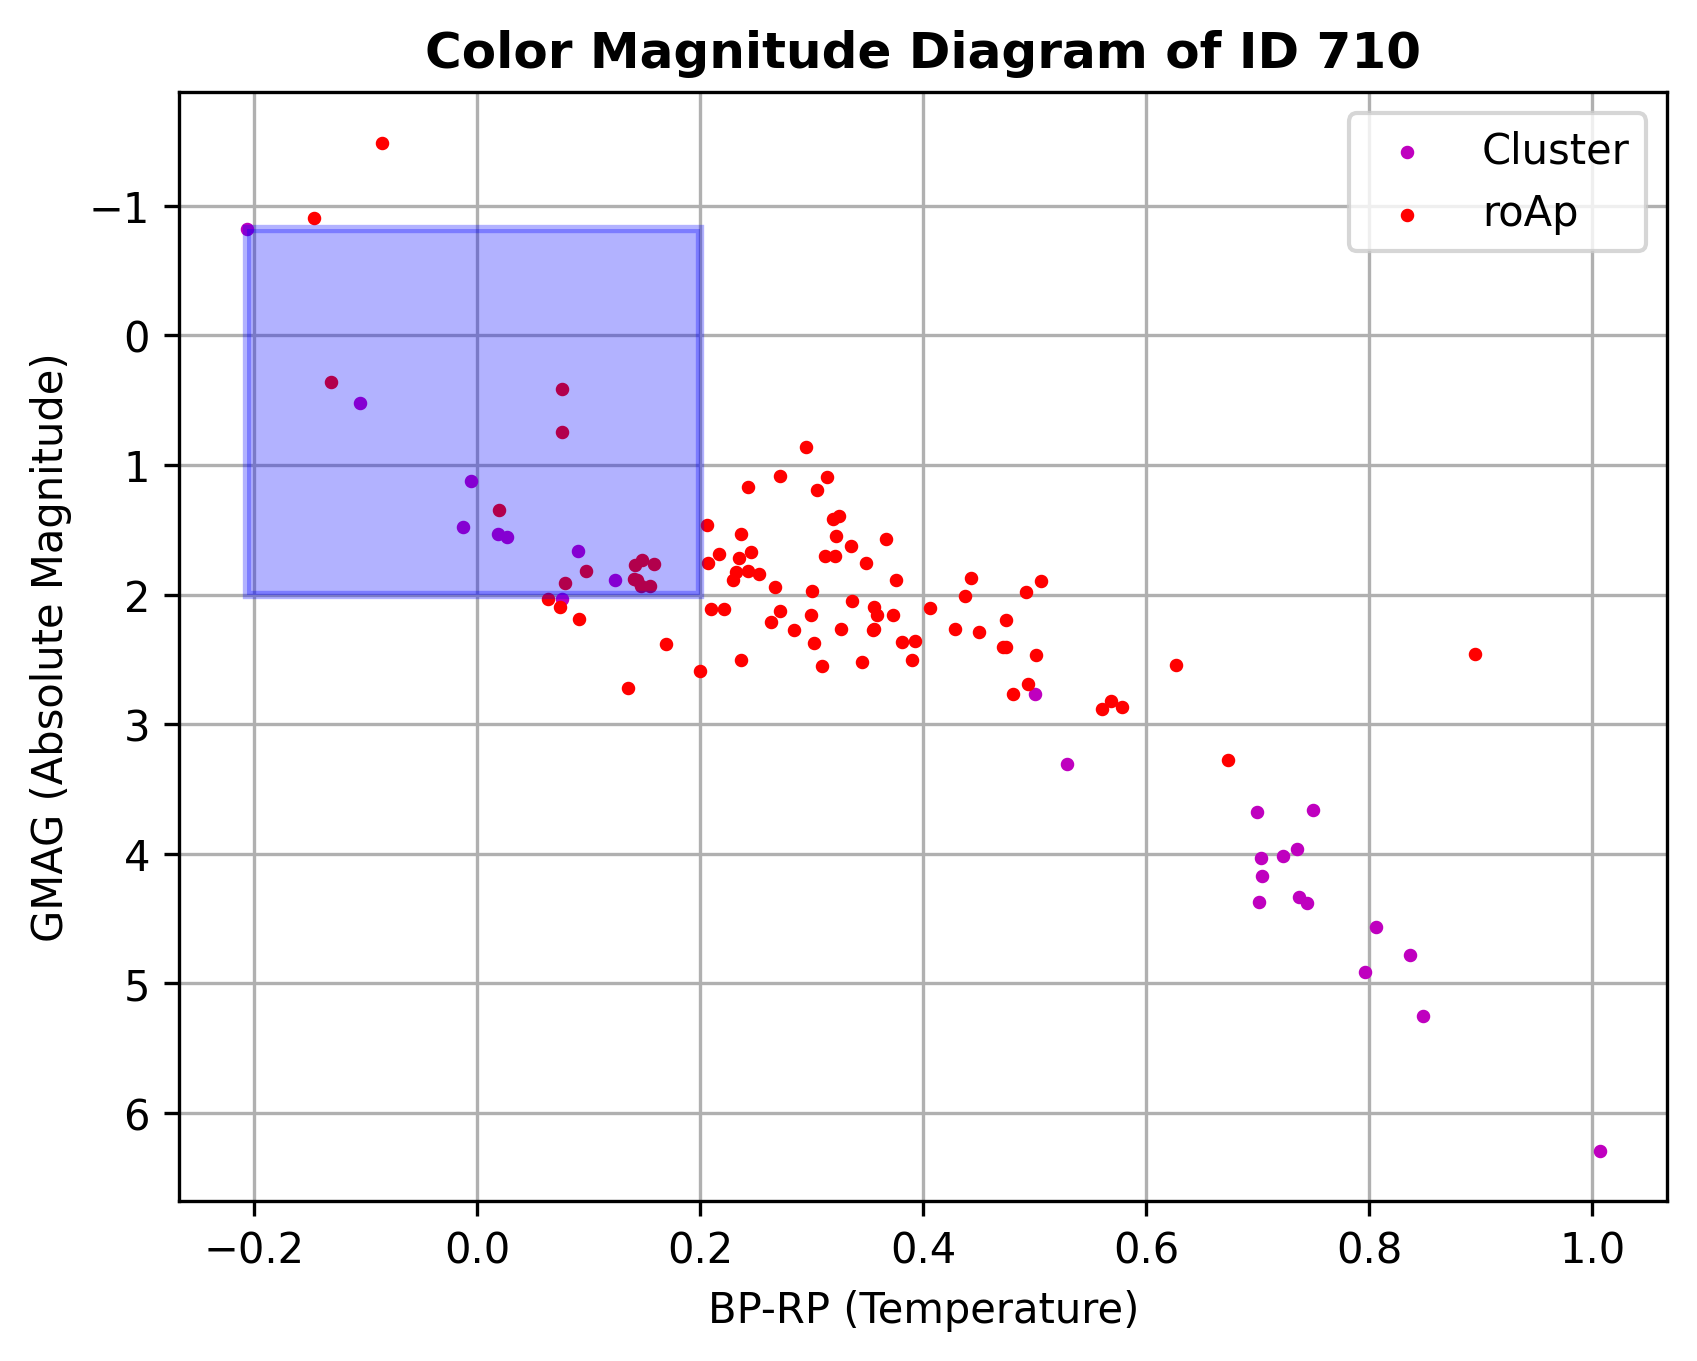 Color Magnitude Diagram of ID 710
Cluster
roAp
GMAG (Absolute Magnitude)
−1
0
1
2
3
4
5
6
−0.2 0.0 0.2 0.4 0.6 0.8 1.0
BP-RP (Temperature)